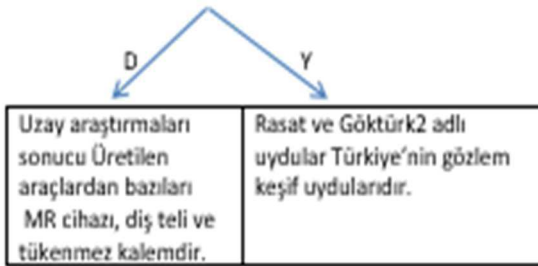 D
Y
Uzay araştırmaları
sonucu Üretilen
araçlardan bazıları
MR cihazı, diş teli ve
tükenmez kalemdir.
Rasat ve Göktürk2 adlı
uydular Türkiye'nin gözlem
keşif uydularıdır.